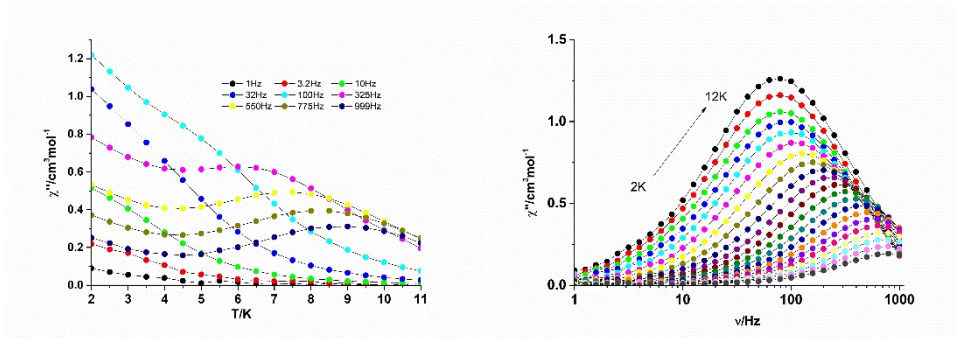 χ''/cm³mol⁻¹
1.2
1.0
0.8
0.6
0.4
0.2
0.0
1Hz 3.2Hz 10Hz
32Hz 100Hz 325Hz
550Hz 775Hz 999Hz
2 3 4 5 6 7 8 9 10 11
T/K
χ''/cm³mol⁻¹
1.5
1.0
0.5
0.0
12K
2K
1 10 100 1000
ν/Hz